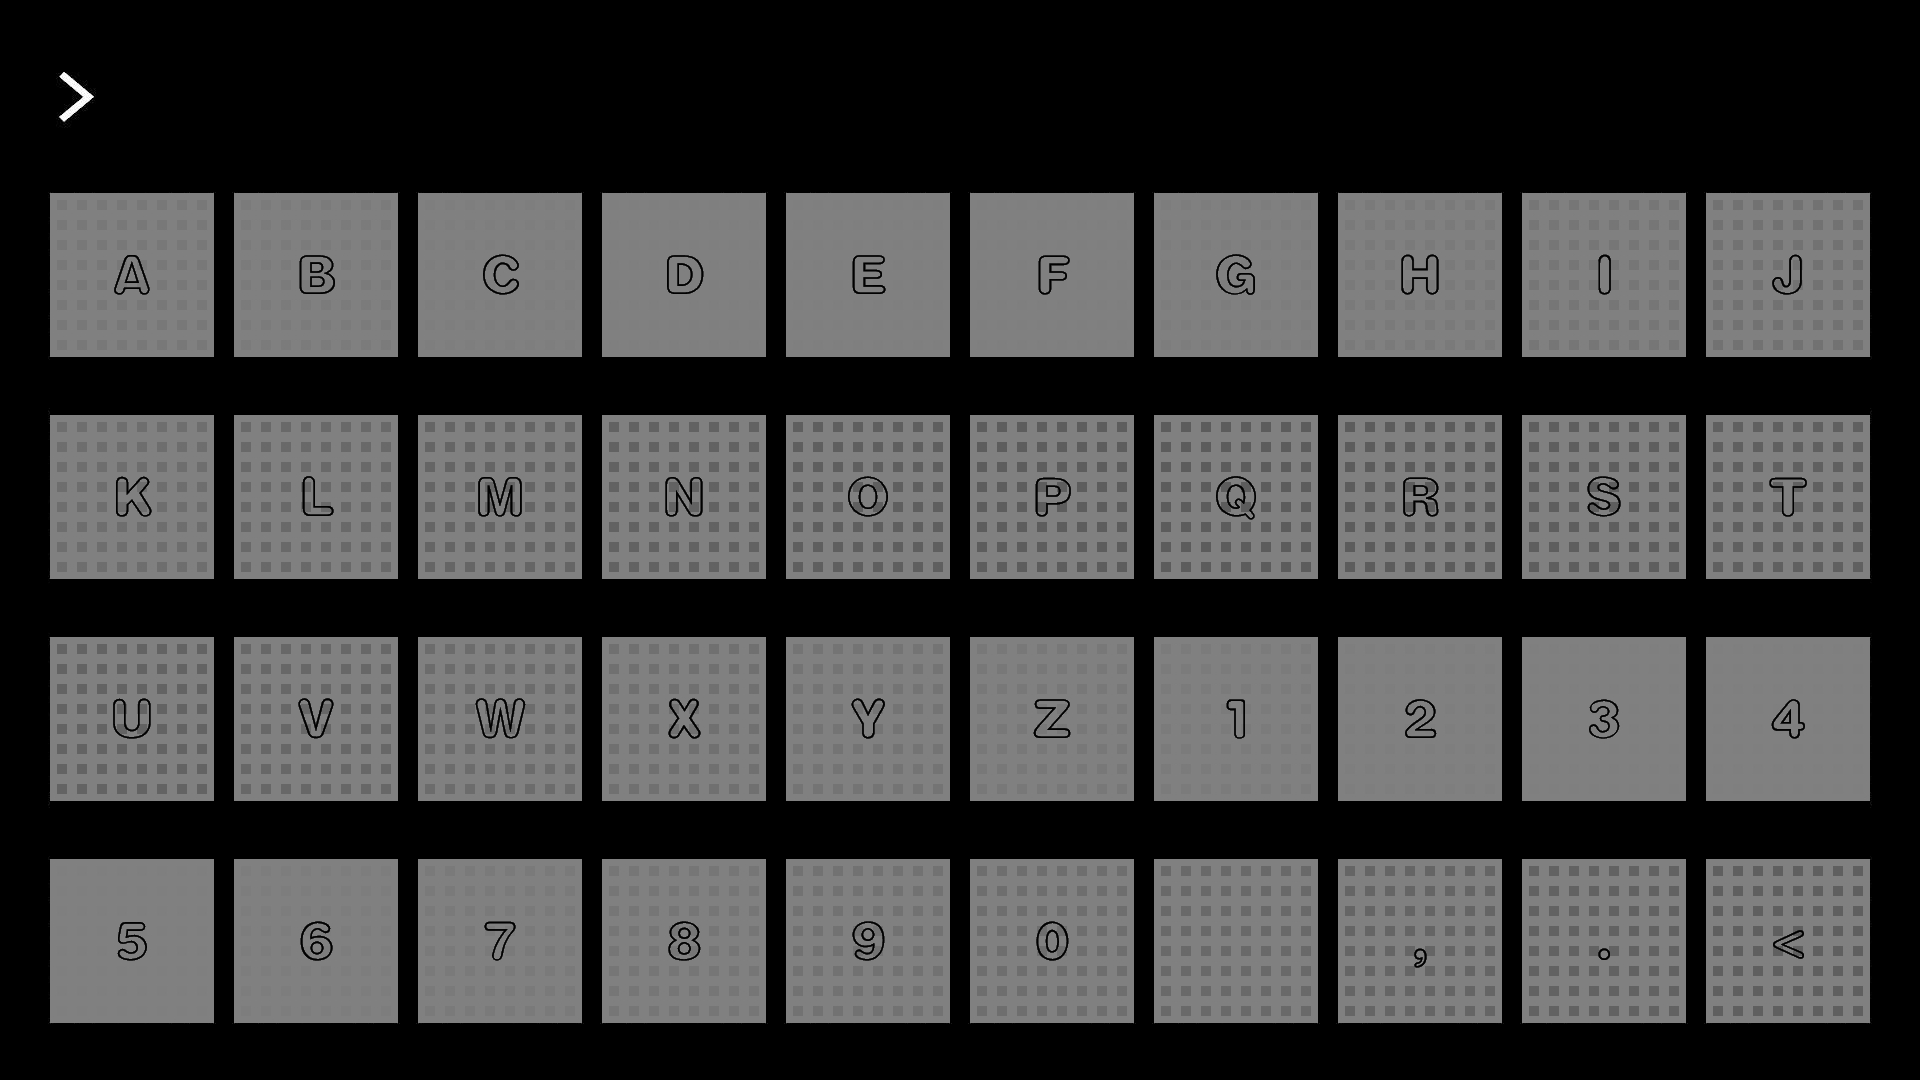 >
A B C D E F G H I J
K L M N O P Q R S T
U V W X Y Z 1 2 3 4
5 6 7 8 9 0 , . <